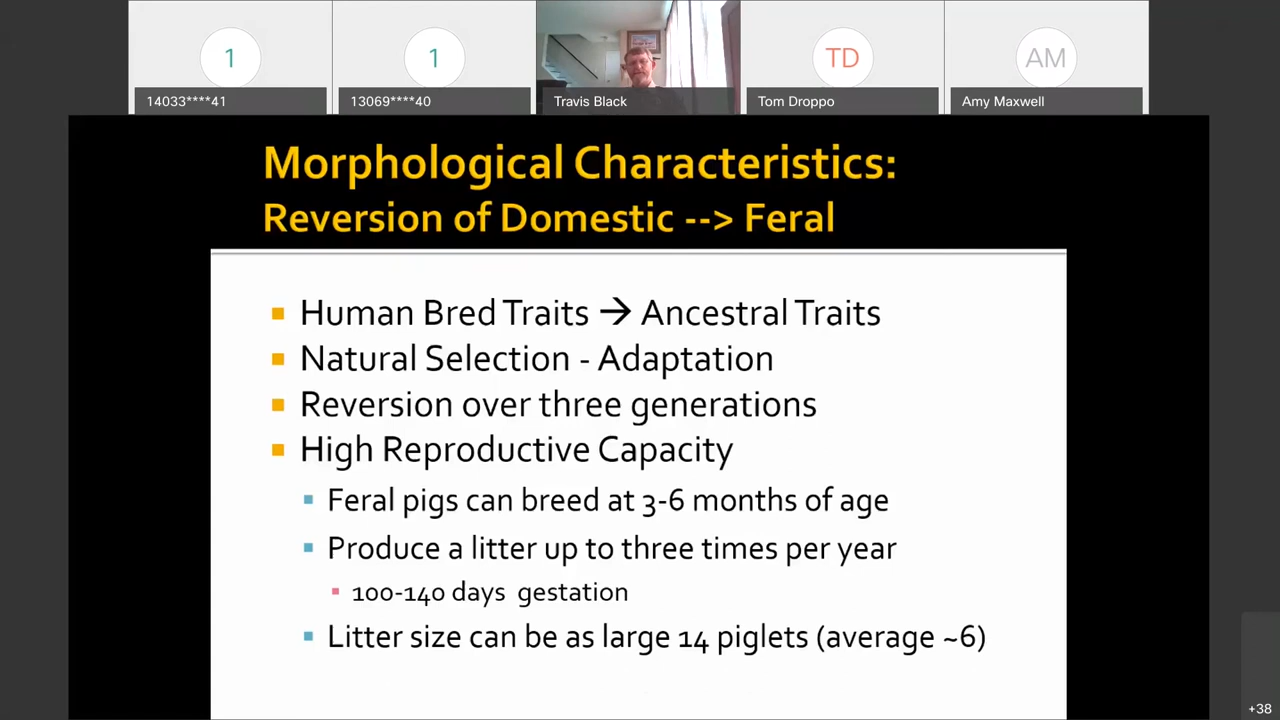 1
1
TD
AM
14033****41
13069****40
Travis Black
Tom Droppo
Amy Maxwell
Morphological Characteristics:
Reversion of Domestic --> Feral
Human Bred Traits → Ancestral Traits
Natural Selection - Adaptation
Reversion over three generations
High Reproductive Capacity
Feral pigs can breed at 3-6 months of age
Produce a litter up to three times per year
100-140 days gestation
Litter size can be as large 14 piglets (average ~6)
+38